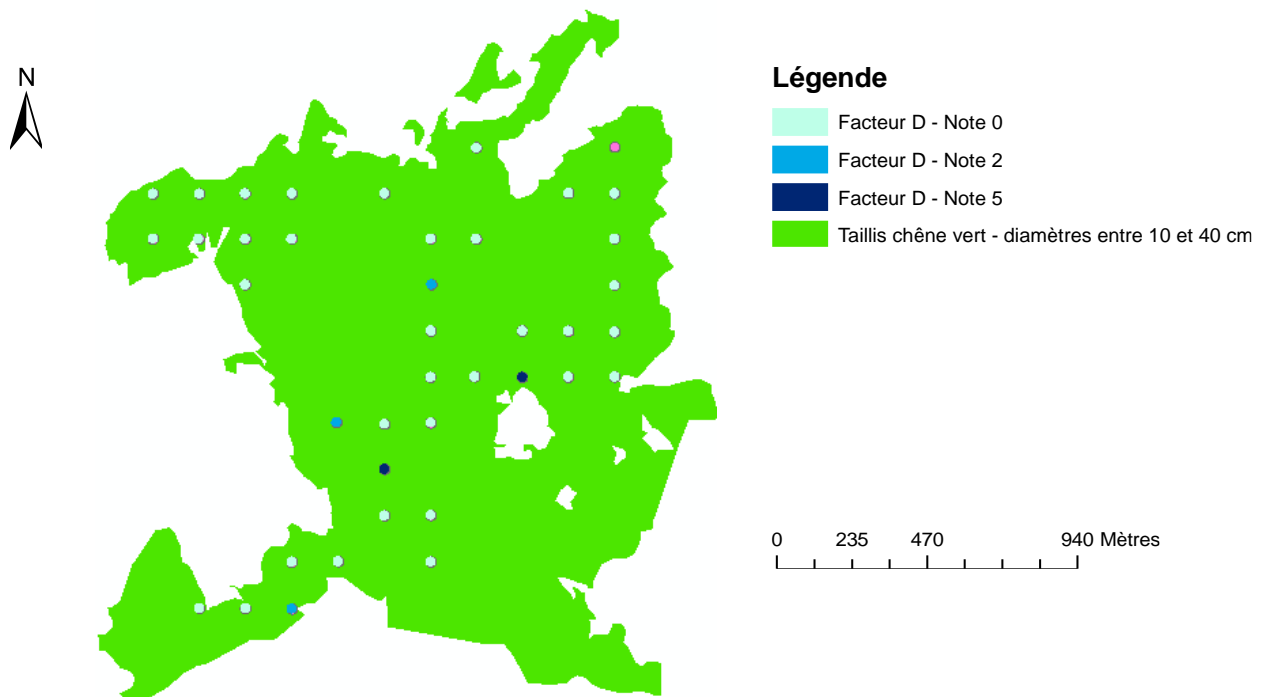 N
Légende
Facteur D - Note 0
Facteur D - Note 2
Facteur D - Note 5
Taillis chêne vert - diamètres entre 10 et 40 cm
0 235 470 940 Mètres